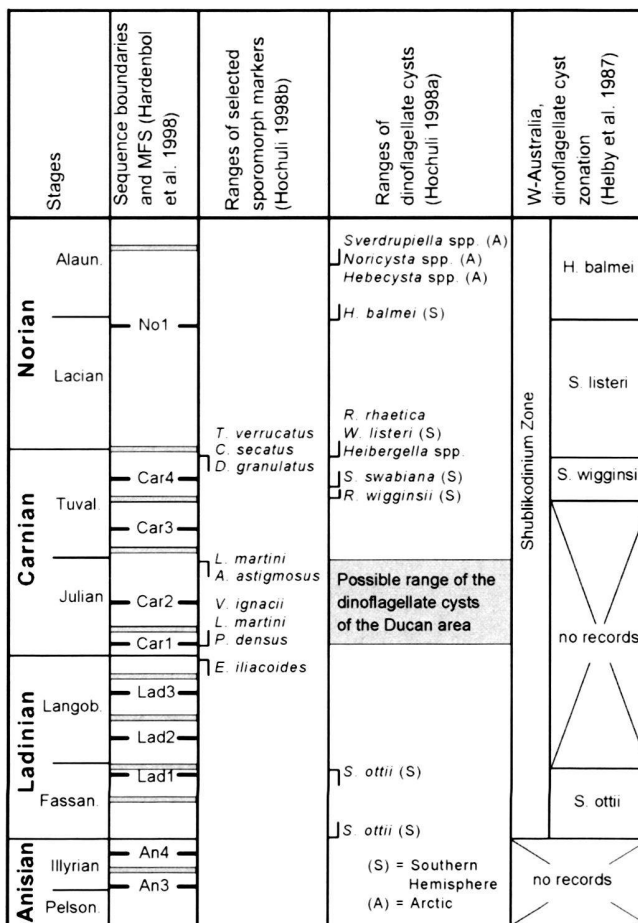 Stages
Sequence boundaries
and MFS (Hardenbol
et al. 1998)
Ranges of selected
sporomorph markers
(Hochuli 1998b)
Ranges of
dinoflagellate cysts
(Hochuli 1998a)
W-Australia,
dinoflagellate cyst
zonation
(Helby et al. 1987)
Norian
Alaun.
Lacian
Carnian
Tuval.
Julian
Ladinian
Langob.
Fassan.
Anisian
Illyrian
Pelson.
No1
Car4
Car3
Car2
Car1
Lad3
Lad2
Lad1
An4
An3
T. verrucatus
C. secatus
D. granulatus
L. martini
A. astigmosus
V. ignacii
L. martini
P. densus
E. iliacoides
Sverdrupiella spp. (A)
Noricysta spp. (A)
Hebecysta spp. (A)
H. balmei (S)
R. rhaetica
W. listeri (S)
Heibergella spp.
S. swabiana (S)
R. wigginsii (S)
Possible range of the
dinoflagellate cysts
of the Ducan area
S. ottii (S)
S. ottii (S)
(S) = Southern
Hemisphere
(A) = Arctic
Shublikodinium Zone
H. balmei
S. listeri
S. wigginsii
no records
S. ottii
no records